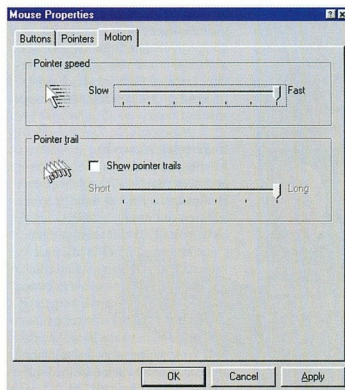 Mouse Properties
Buttons Pointers Motion
Pointer speed
Slow Fast
Pointer trail
Show pointer trails
Short Long
OK Cancel Apply